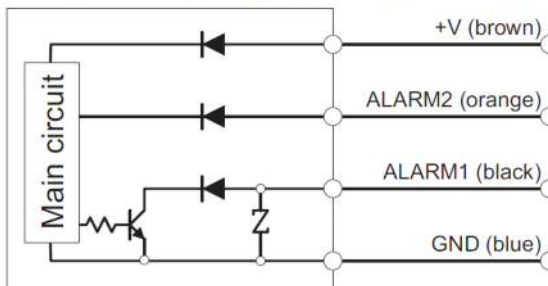 +V (brown)
ALARM2 (orange)
Main circuit
ALARM1 (black)
GND (blue)